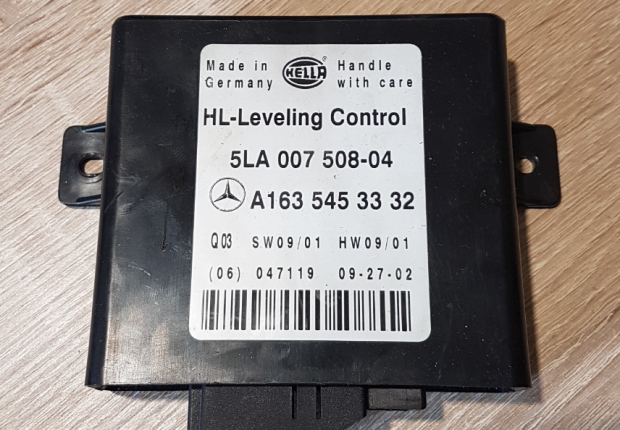 Made in HELLA Handle
Germany with care
HL-Leveling Control
5LA 007 508-04
A163 545 33 32
Q03 SW09/01 HW09/01
(06) 047119 09-27-02